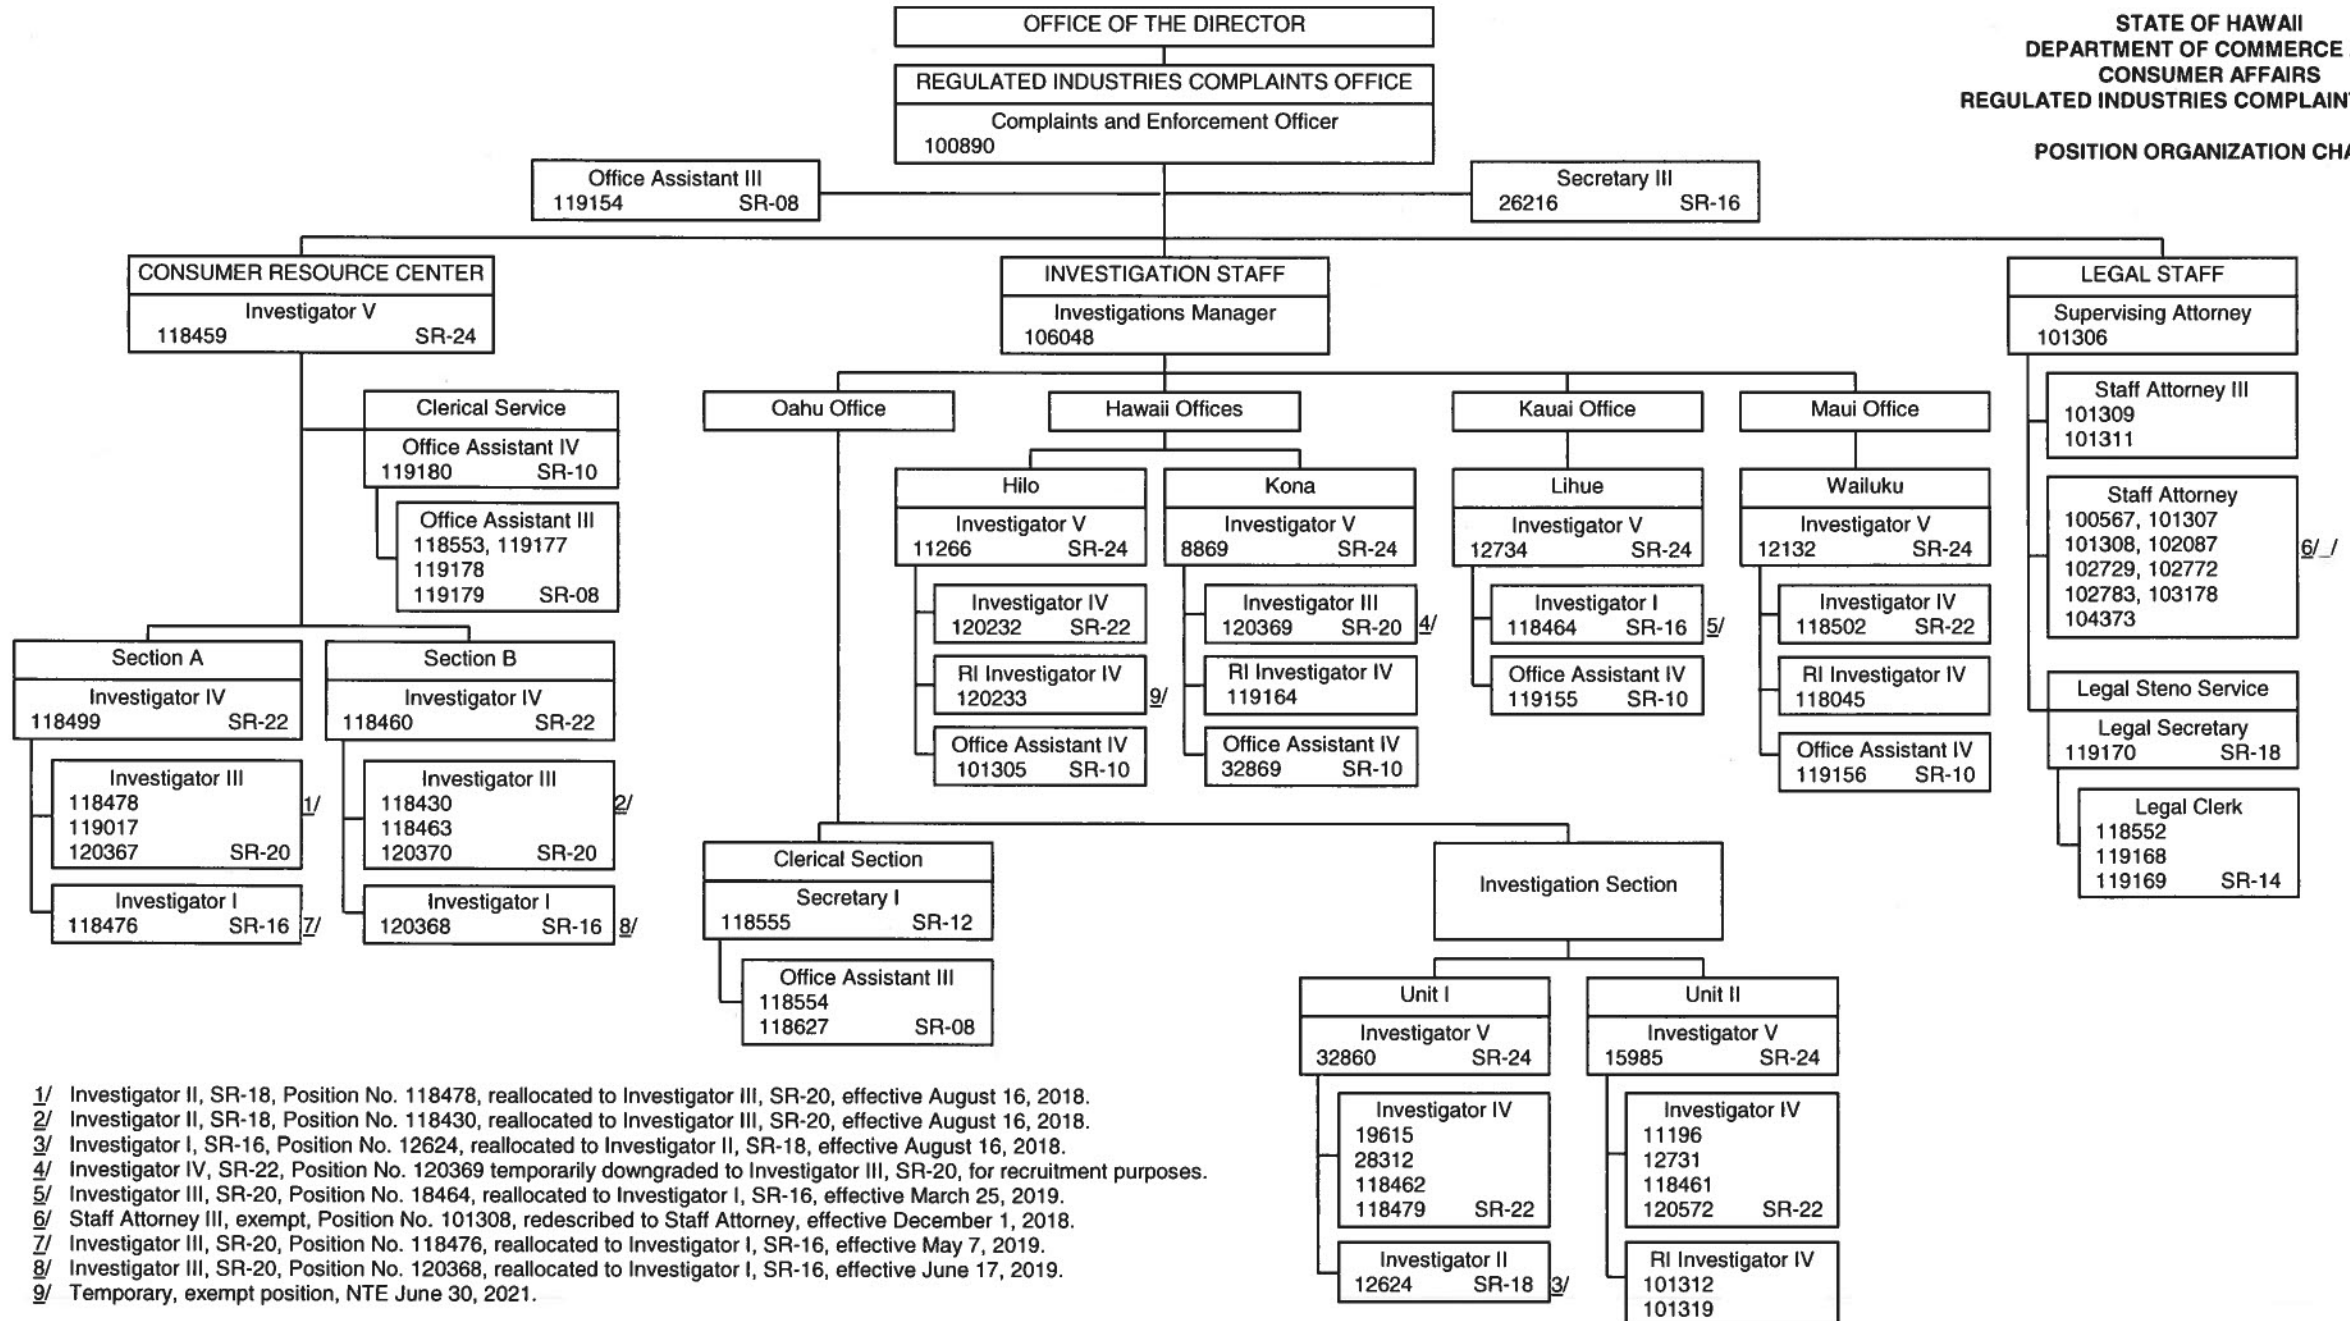 OFFICE OF THE DIRECTOR
REGULATED INDUSTRIES COMPLAINTS OFFICE
Complaints and Enforcement Officer
100890
STATE OF HAWAII
DEPARTMENT OF COMMERCE
CONSUMER AFFAIRS
REGULATED INDUSTRIES COMPLAIN
POSITION ORGANIZATION CHA
Office Assistant III
119154 SR-08
Secretary III
26216 SR-16
CONSUMER RESOURCE CENTER
Investigator V
118459 SR-24
Clerical Service
Office Assistant IV
119180 SR-10
Office Assistant III
118553, 119177
119178
119179 SR-08
Section A
Investigator IV
118499 SR-22
Investigator III
118478 1/
119017
120367 SR-20
Investigator I
118476 SR-16 7/
Section B
Investigator IV
118460 SR-22
Investigator III
118430 2/
118463
120370 SR-20
Investigator I
120368 SR-16 8/
INVESTIGATION STAFF
Investigations Manager
106048
Oahu Office
Hawaii Offices
Kauai Office
Maui Office
Hilo
Investigator V
11266 SR-24
Investigator IV
120232 SR-22
RI Investigator IV
120233 9/
Office Assistant IV
101305 SR-10
Kona
Investigator V
8869 SR-24
Investigator III
120369 SR-20 4/
RI Investigator IV
119164
Office Assistant IV
32869 SR-10
Lihue
Investigator V
12734 SR-24
Investigator I
118464 SR-16 5/
Office Assistant IV
119155 SR-10
Wailuku
Investigator V
12132 SR-24
Investigator IV
118502 SR-22
RI Investigator IV
118045
Office Assistant IV
119156 SR-10
LEGAL STAFF
Supervising Attorney
101306
Staff Attorney III
101309
101311
Staff Attorney
100567, 101307
101308, 102087 6/_/
102729, 102772
102783, 103178
104373
Legal Steno Service
Legal Secretary
119170 SR-18
Legal Clerk
118552
119168
119169 SR-14
Clerical Section
Secretary I
118555 SR-12
Office Assistant III
118554
118627 SR-08
Investigation Section
Unit I
Investigator V
32860 SR-24
Investigator IV
19615
28312
118462
118479 SR-22
Investigator II
12624 SR-18 3/
Unit II
Investigator V
15985 SR-24
Investigator IV
11196
12731
118461
120572 SR-22
RI Investigator IV
101312
101319
1/ Investigator II, SR-18, Position No. 118478, reallocated to Investigator III, SR-20, effective August 16, 2018.
2/ Investigator II, SR-18, Position No. 118430, reallocated to Investigator III, SR-20, effective August 16, 2018.
3/ Investigator I, SR-16, Position No. 12624, reallocated to Investigator II, SR-18, effective August 16, 2018.
4/ Investigator IV, SR-22, Position No. 120369 temporarily downgraded to Investigator III, SR-20, for recruitment purposes.
5/ Investigator III, SR-20, Position No. 18464, reallocated to Investigator I, SR-16, effective March 25, 2019.
6/ Staff Attorney III, exempt, Position No. 101308, redescribed to Staff Attorney, effective December 1, 2018.
7/ Investigator III, SR-20, Position No. 118476, reallocated to Investigator I, SR-16, effective May 7, 2019.
8/ Investigator III, SR-20, Position No. 120368, reallocated to Investigator I, SR-16, effective June 17, 2019.
9/ Temporary, exempt position, NTE June 30, 2021.